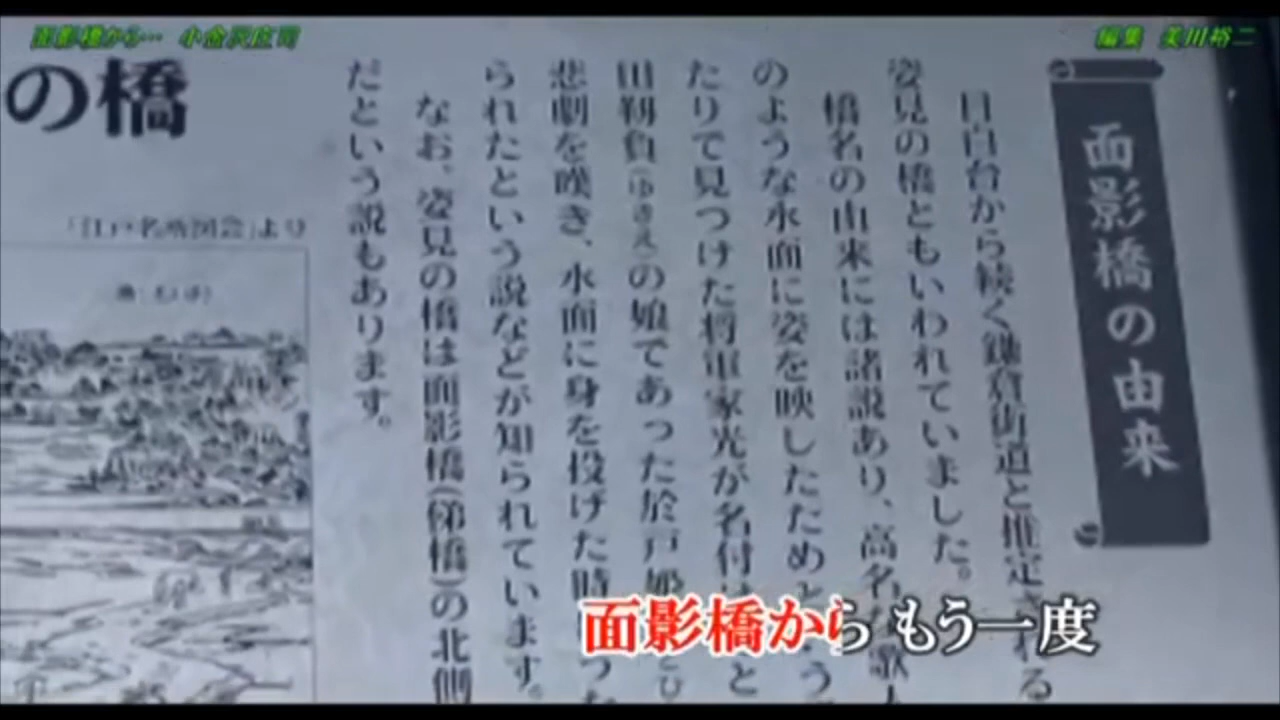 面影橋から… 小金沢庄司
編集 美川裕二
面影橋の由来
目白台から続く鎌倉街道と推定される
姿見の橋ともいわれていました。
橋名の由来には諸説あり、高名な歌人
のような水面に姿を映したためという
たりで見つけた将軍家光が名付け
田靱負(ゆきえ)の娘であった於戸姫
悲劇を嘆き、水面に身を投げた時
られたという説などが知られています。
なお、姿見の橋は面影橋(俤橋)の北側
だという説もあります。
の橋
「江戸名所図会」より
面影橋から もう一度